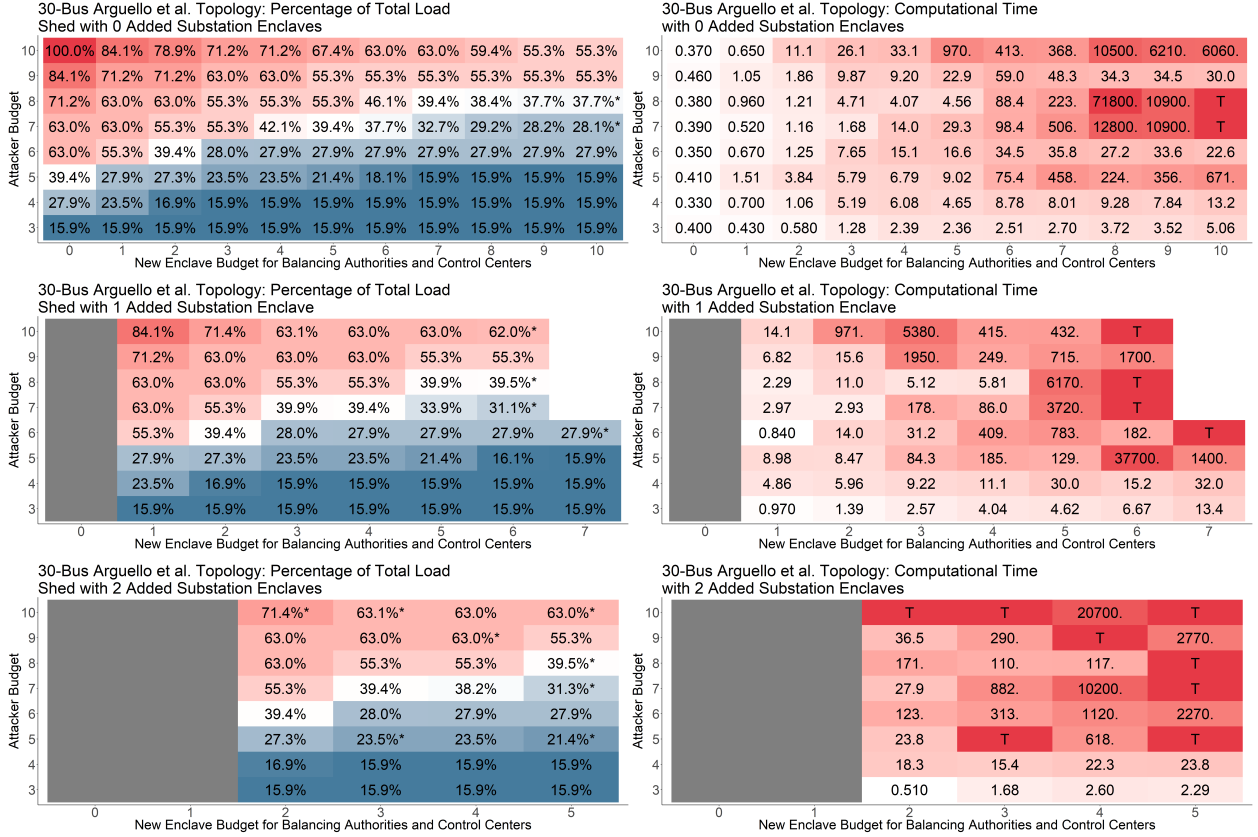 30-Bus Arguello et al. Topology: Percentage of Total Load
Shed with 0 Added Substation Enclaves
Attacker Budget
10 100.0% 84.1% 78.9% 71.2% 71.2% 67.4% 63.0% 63.0% 59.4% 55.3% 55.3%
9 84.1% 71.2% 71.2% 63.0% 63.0% 55.3% 55.3% 55.3% 55.3% 55.3% 55.3%
8 71.2% 63.0% 63.0% 55.3% 55.3% 55.3% 46.1% 39.4% 38.4% 37.7% 37.7%*
7 63.0% 63.0% 55.3% 55.3% 42.1% 39.4% 37.7% 32.7% 29.2% 28.2% 28.1%*
6 63.0% 55.3% 39.4% 28.0% 27.9% 27.9% 27.9% 27.9% 27.9% 27.9% 27.9%
5 39.4% 27.9% 27.3% 23.5% 23.5% 21.4% 18.1% 15.9% 15.9% 15.9% 15.9%
4 27.9% 23.5% 16.9% 15.9% 15.9% 15.9% 15.9% 15.9% 15.9% 15.9% 15.9%
3 15.9% 15.9% 15.9% 15.9% 15.9% 15.9% 15.9% 15.9% 15.9% 15.9% 15.9%
0 1 2 3 4 5 6 7 8 9 10
New Enclave Budget for Balancing Authorities and Control Centers
30-Bus Arguello et al. Topology: Computational Time
with 0 Added Substation Enclaves
Attacker Budget
10 0.370 0.650 11.1 26.1 33.1 970. 413. 368. 10500. 6210. 6060.
9 0.460 1.05 1.86 9.87 9.20 22.9 59.0 48.3 34.3 34.5 30.0
8 0.380 0.960 1.21 4.71 4.07 4.56 88.4 223. 71800. 10900. T
7 0.390 0.520 1.16 1.68 14.0 29.3 98.4 506. 12800. 10900. T
6 0.350 0.670 1.25 7.65 15.1 16.6 34.5 35.8 27.2 33.6 22.6
5 0.410 1.51 3.84 5.79 6.79 9.02 75.4 458. 224. 356. 671.
4 0.330 0.700 1.06 5.19 6.08 4.65 8.78 8.01 9.28 7.84 13.2
3 0.400 0.430 0.580 1.28 2.39 2.36 2.51 2.70 3.72 3.52 5.06
0 1 2 3 4 5 6 7 8 9 10
New Enclave Budget for Balancing Authorities and Control Centers
30-Bus Arguello et al. Topology: Percentage of Total Load
Shed with 1 Added Substation Enclave
Attacker Budget
10 84.1% 71.4% 63.1% 63.0% 63.0% 62.0%*
9 71.2% 63.0% 63.0% 63.0% 55.3% 55.3%
8 63.0% 63.0% 55.3% 55.3% 39.9% 39.5%*
7 63.0% 55.3% 39.9% 39.4% 33.9% 31.1%*
6 55.3% 39.4% 28.0% 27.9% 27.9% 27.9% 27.9%*
5 27.9% 27.3% 23.5% 23.5% 21.4% 16.1% 15.9%
4 23.5% 16.9% 15.9% 15.9% 15.9% 15.9% 15.9%
3 15.9% 15.9% 15.9% 15.9% 15.9% 15.9% 15.9%
0 1 2 3 4 5 6 7
New Enclave Budget for Balancing Authorities and Control Centers
30-Bus Arguello et al. Topology: Computational Time
with 1 Added Substation Enclave
Attacker Budget
10 14.1 971. 5380. 415. 432. T
9 6.82 15.6 1950. 249. 715. 1700.
8 2.29 11.0 5.12 5.81 6170. T
7 2.97 2.93 178. 86.0 3720. T
6 0.840 14.0 31.2 409. 783. 182. T
5 8.98 8.47 84.3 185. 129. 37700. 1400.
4 4.86 5.96 9.22 11.1 30.0 15.2 32.0
3 0.970 1.39 2.57 4.04 4.62 6.67 13.4
0 1 2 3 4 5 6 7
New Enclave Budget for Balancing Authorities and Control Centers
30-Bus Arguello et al. Topology: Percentage of Total Load
Shed with 2 Added Substation Enclaves
Attacker Budget
10 71.4%* 63.1%* 63.0% 63.0%*
9 63.0% 63.0% 63.0%* 55.3%
8 63.0% 55.3% 55.3% 39.5%*
7 55.3% 39.4% 38.2% 31.3%*
6 39.4% 28.0% 27.9% 27.9%
5 27.3% 23.5%* 23.5% 21.4%*
4 16.9% 15.9% 15.9% 15.9%
3 15.9% 15.9% 15.9% 15.9%
0 1 2 3 4 5
New Enclave Budget for Balancing Authorities and Control Centers
30-Bus Arguello et al. Topology: Computational Time
with 2 Added Substation Enclaves
Attacker Budget
10 T T 20700. T
9 36.5 290. T 2770.
8 171. 110. 117. T
7 27.9 882. 10200. T
6 123. 313. 1120. 2270.
5 23.8 T 618. T
4 18.3 15.4 22.3 23.8
3 0.510 1.68 2.60 2.29
0 1 2 3 4 5
New Enclave Budget for Balancing Authorities and Control Centers